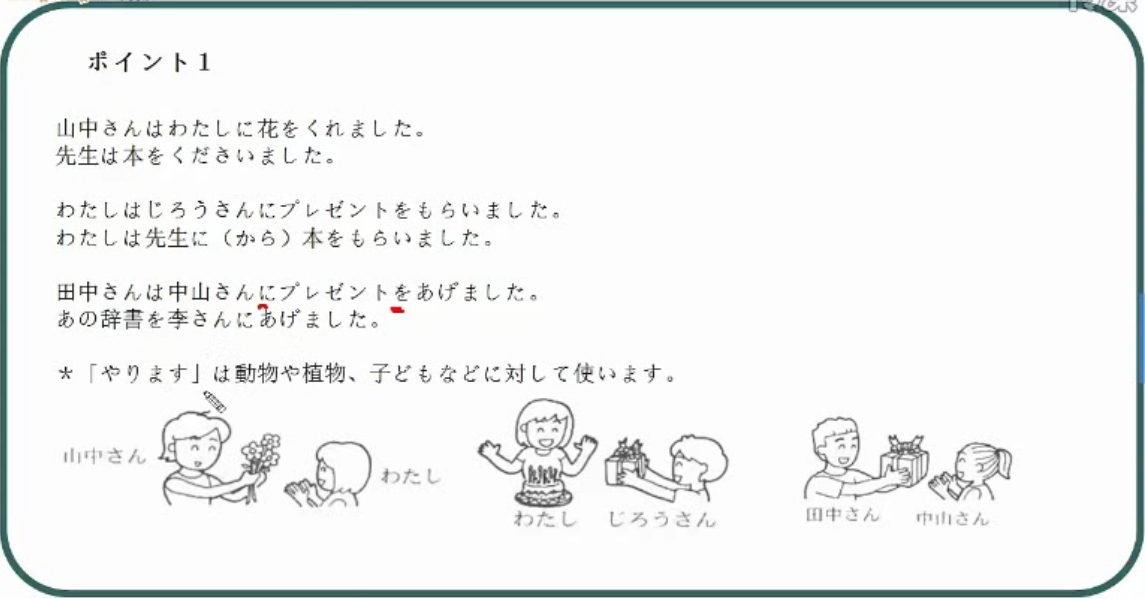 ポイント１
山中さんはわたしに花をくれました。
先生は本をくださいました。
わたしはじろうさんにプレゼントをもらいました。
わたしは先生に（から）本をもらいました。
田中さんは中山さんにプレゼントをあげました。
あの辞書を李さんにあげました。
＊「やります」は動物や植物、子どもなどに対して使います。
山中さん
わたし
わたし
じろうさん
田中さん
中山さん